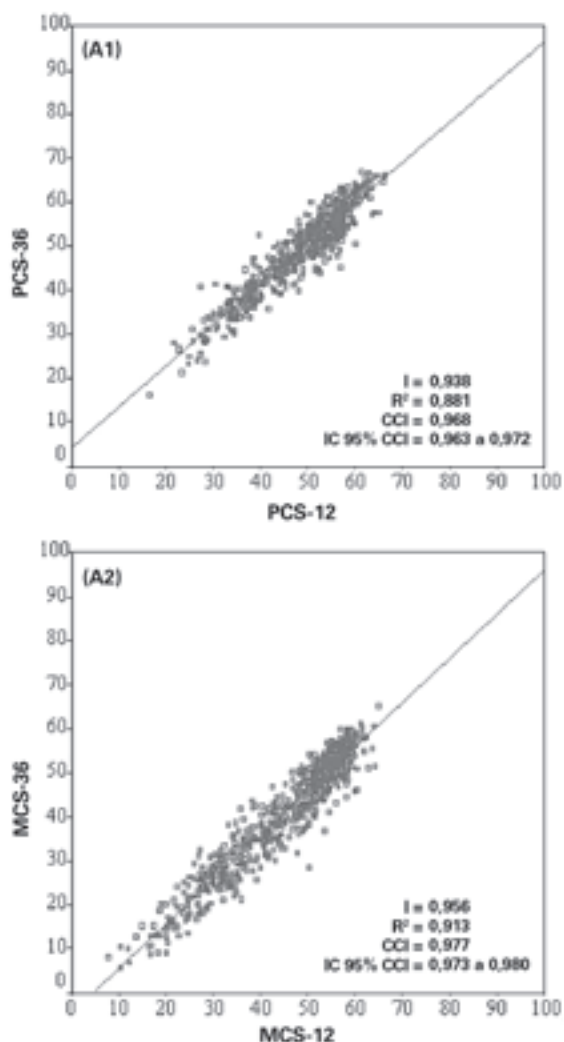 100
(A1)
90
80
70
60
50
40
30
20
10
0
PCS-36
I = 0,938
R² = 0,881
CCI = 0,968
IC 95% CCI = 0,963 a 0,972
0 10 20 30 40 50 60 70 80 90 100
PCS-12
100
(A2)
90
80
70
60
50
40
30
20
10
0
MCS-36
I = 0,956
R² = 0,913
CCI = 0,977
IC 95% CCI = 0,973 a 0,980
0 10 20 30 40 50 60 70 80 90 100
MCS-12